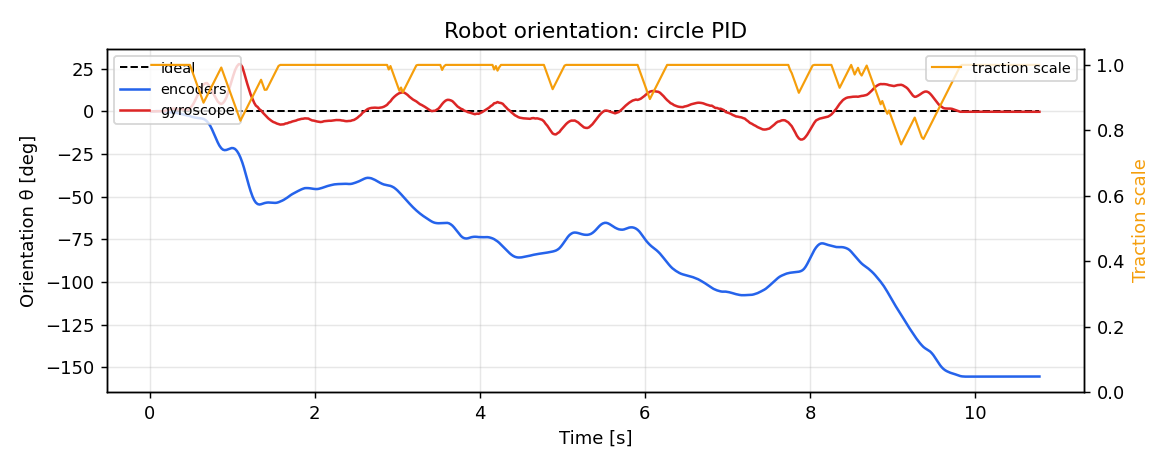 Robot orientation: circle PID
ideal
encoders
gyroscope
traction scale
Orientation θ [deg]
25
0
−25
−50
−75
−100
−125
−150
1.0
0.8
0.6
0.4
0.2
0.0
Traction scale
0 2 4 6 8 10
Time [s]